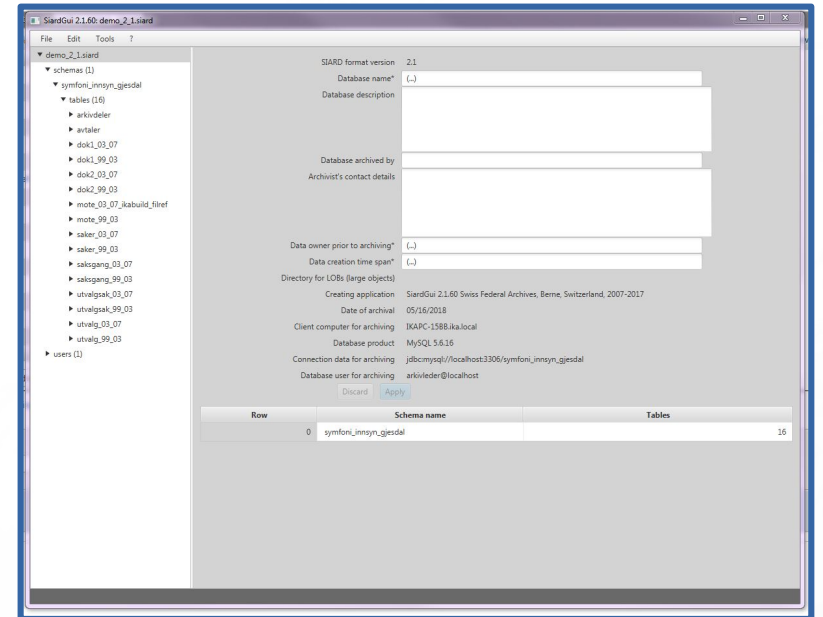 SiardGui 2.1.60: demo_2_1.siard
File Edit Tools ?
demo_2_1.siard
schemas (1)
symfoni_innsyn_gjesdal
tables (16)
arkivdeler
avtaler
dok1_03_07
dok1_99_03
dok2_03_07
dok2_99_03
mote_03_07_ikabuild_filref
mote_99_03
saker_03_07
saker_99_03
saksgang_03_07
saksgang_99_03
utvalgsak_03_07
utvalgsak_99_03
utvalg_03_07
utvalg_99_03
users (1)
SIARD format version 2.1
Database name* (...)
Database description
Database archived by
Archivist's contact details
Data owner prior to archiving* (...)
Data creation time span* (...)
Directory for LOBs (large objects)
Creating application SiardGui 2.1.60 Swiss Federal Archives, Berne, Switzerland, 2007-2017
Date of archival 05/16/2018
Client computer for archiving IKAPC-15BB.ika.local
Database product MySQL 5.6.16
Connection data for archiving jdbc:mysql://localhost:3306/symfoni_innsyn_gjesdal
Database user for archiving arkivleder@localhost
Discard Apply
Row Schema name Tables
0 symfoni_innsyn_gjesdal 16